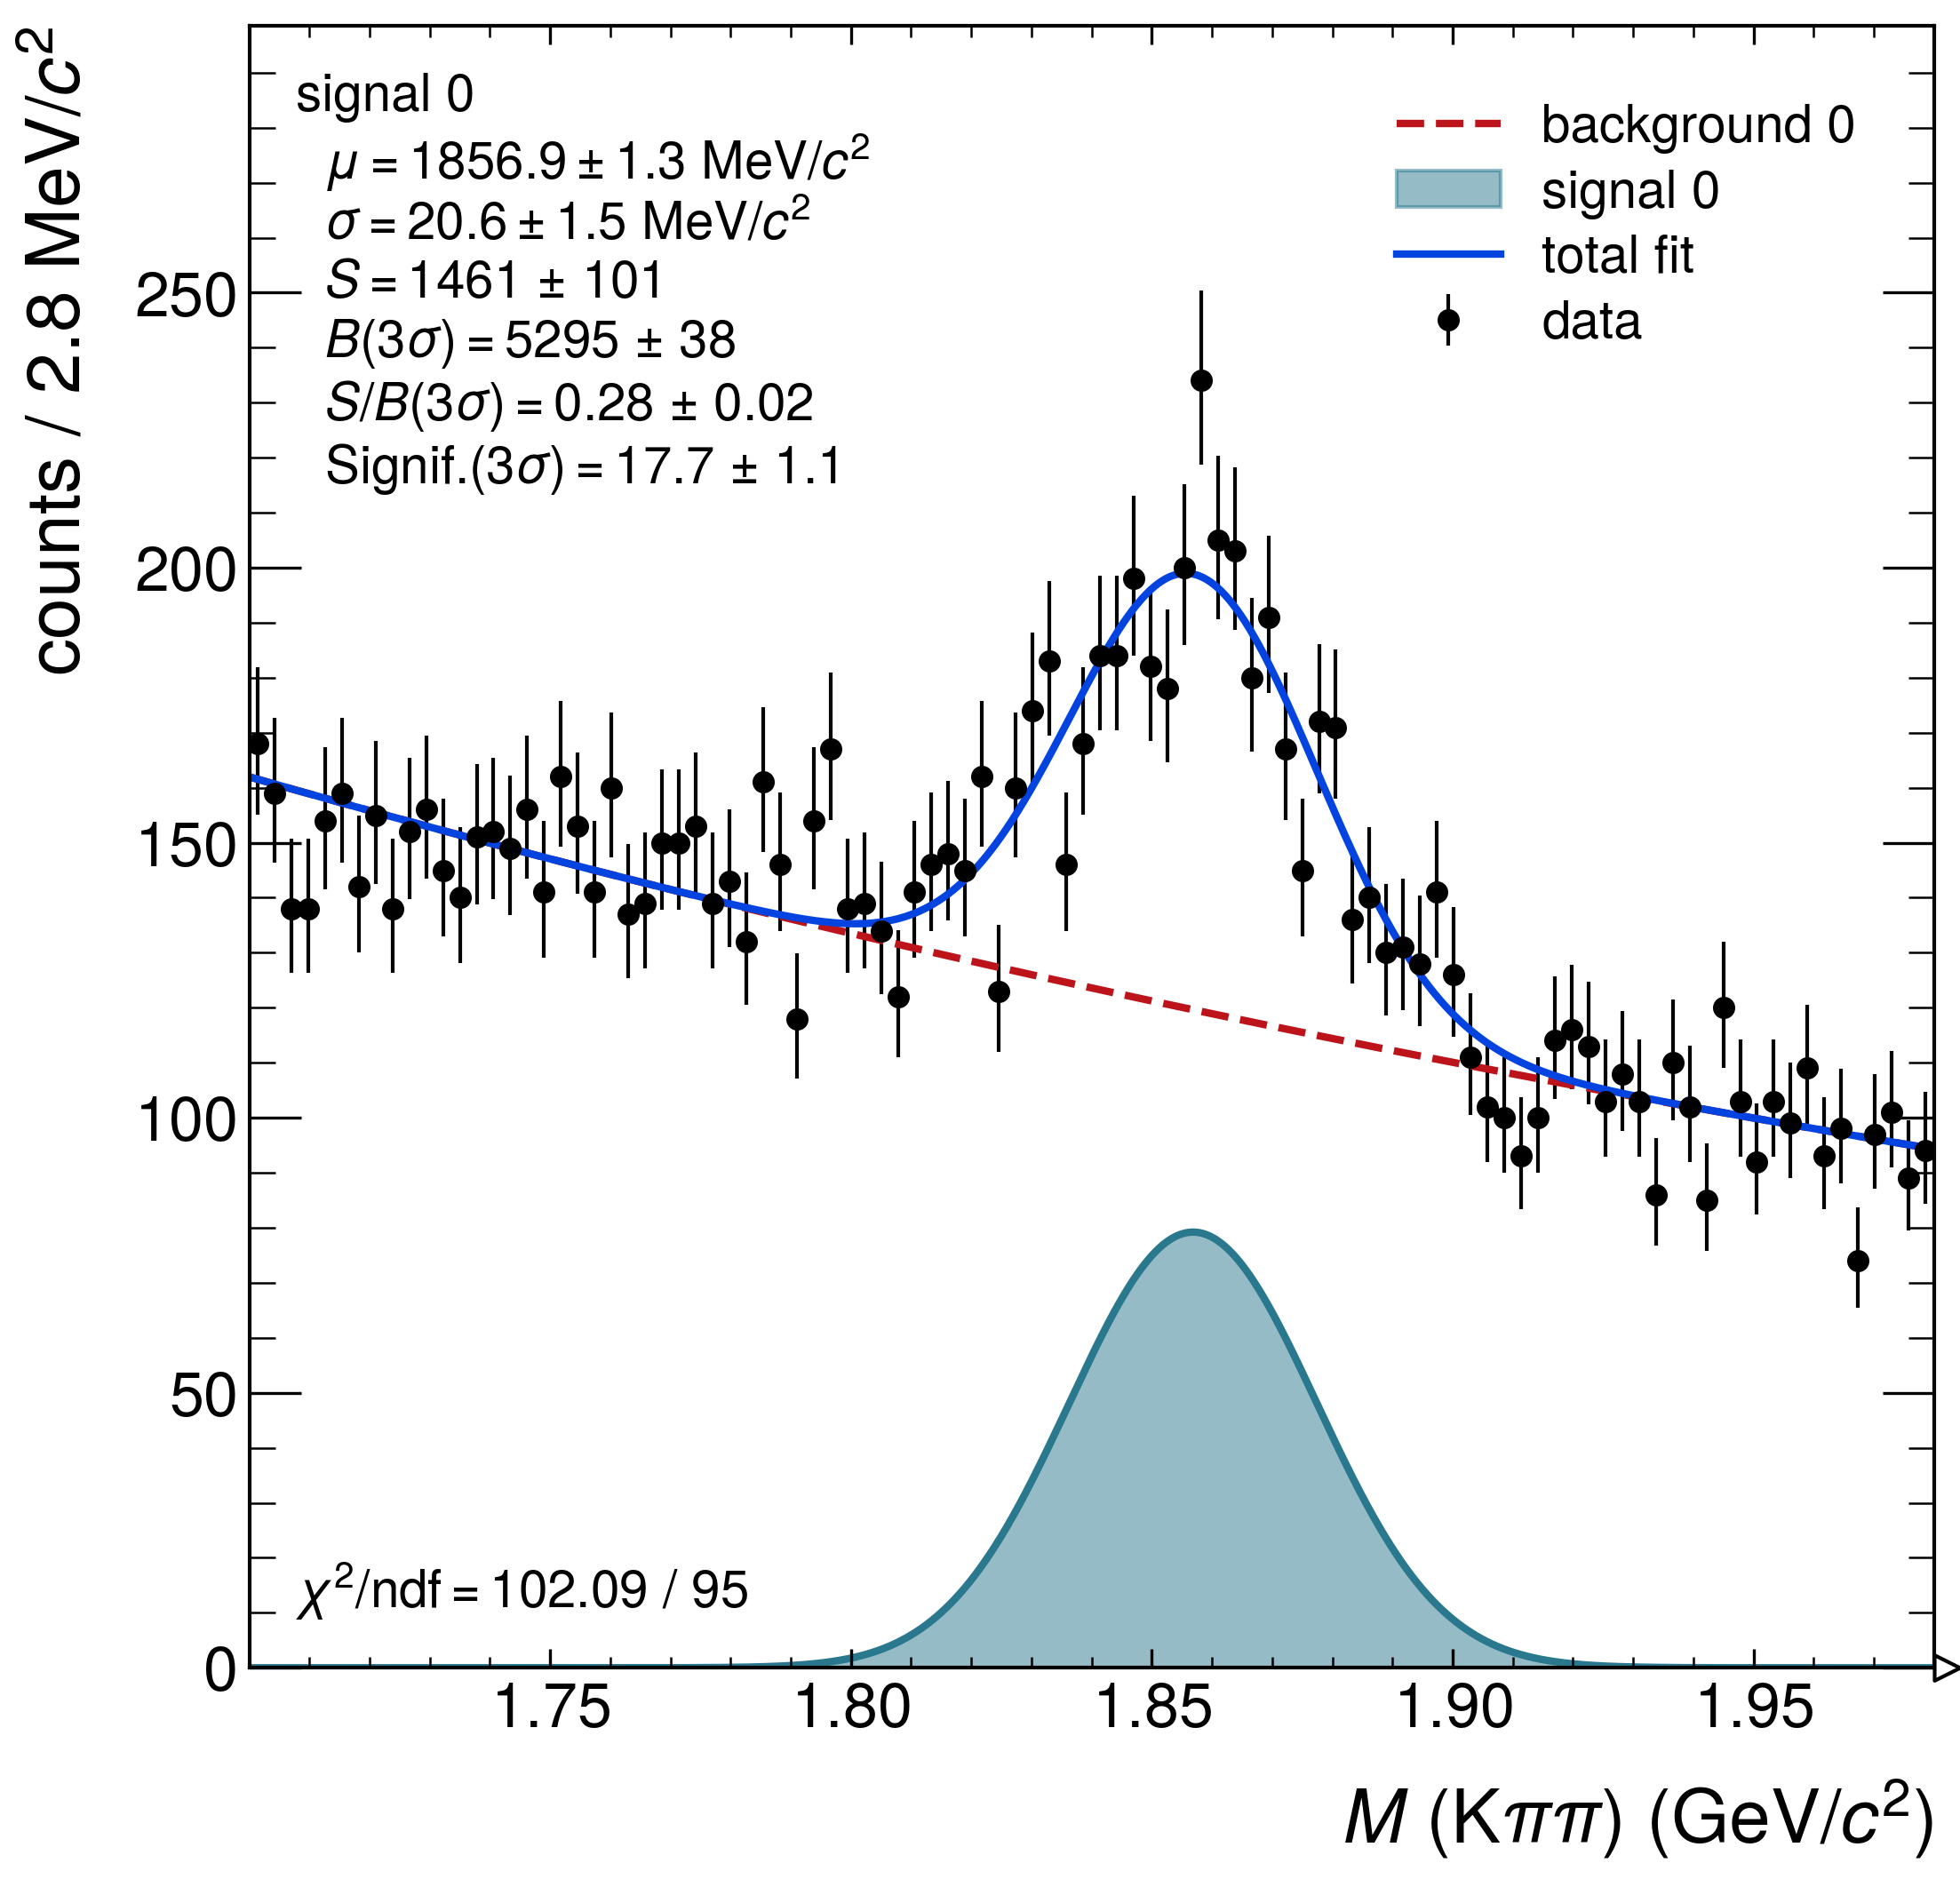 counts / 2.8 MeV/c²
signal 0
μ = 1856.9 ± 1.3 MeV/c²
σ = 20.6 ± 1.5 MeV/c²
S = 1461 ± 101
B(3σ) = 5295 ± 38
S/B(3σ) = 0.28 ± 0.02
Signif.(3σ) = 17.7 ± 1.1
background 0
signal 0
total fit
data
250
200
150
100
50
0
χ²/ndf = 102.09 / 95
1.75 1.80 1.85 1.90 1.95
M (Kππ) (GeV/c²)